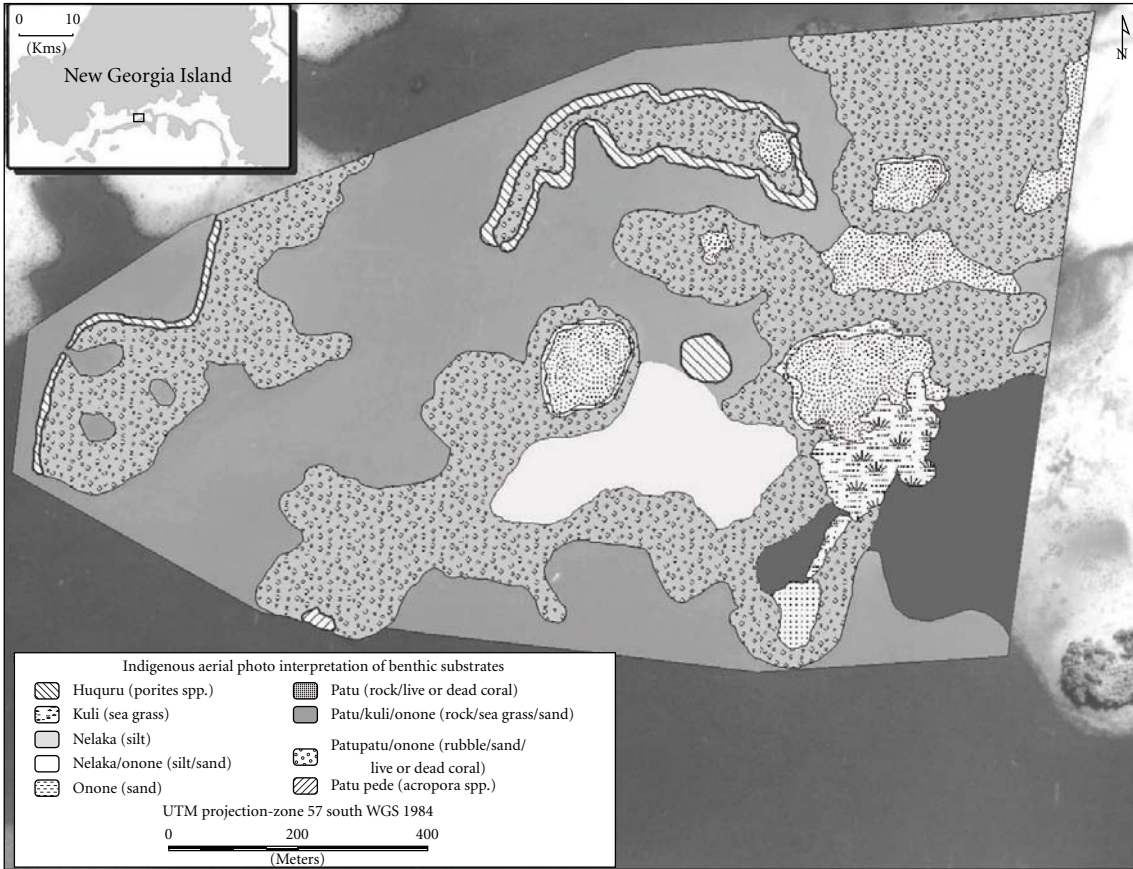 0 10
(Kms)
New Georgia Island
N
Indigenous aerial photo interpretation of benthic substrates
Huquru (porites spp.)
Kuli (sea grass)
Nelaka (silt)
Nelaka/onone (silt/sand)
Onone (sand)
Patu (rock/live or dead coral)
Patu/kuli/onone (rock/sea grass/sand)
Patupatu/onone (rubble/sand/
live or dead coral)
Patu pede (acropora spp.)
UTM projection-zone 57 south WGS 1984
0 200 400
(Meters)